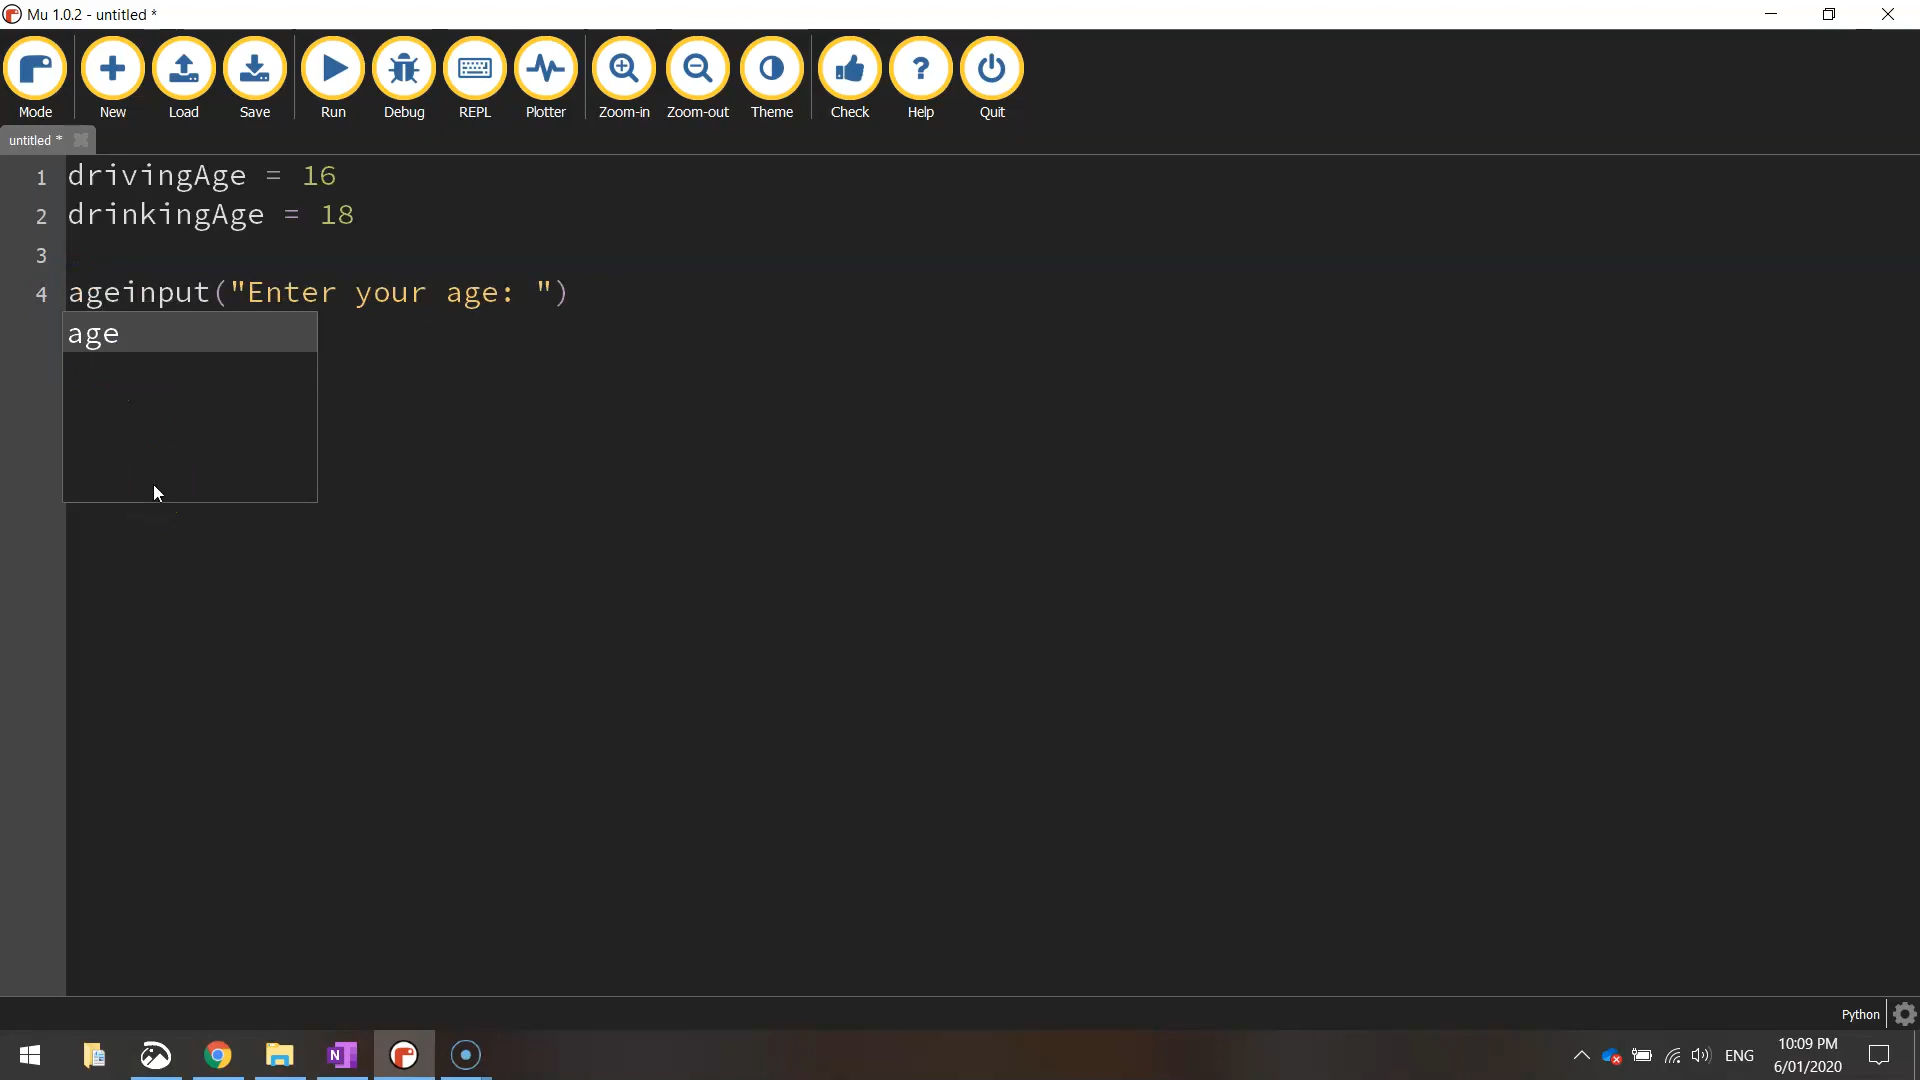 Mu 1.0.2 - untitled *
Mode New Load Save Run Debug REPL Plotter Zoom-in Zoom-out Theme Check Help Quit
untitled *
1 drivingAge = 16
2 drinkingAge = 18
3
4 ageinput("Enter your age: ")
age
Python
ENG
10:09 PM
6/01/2020